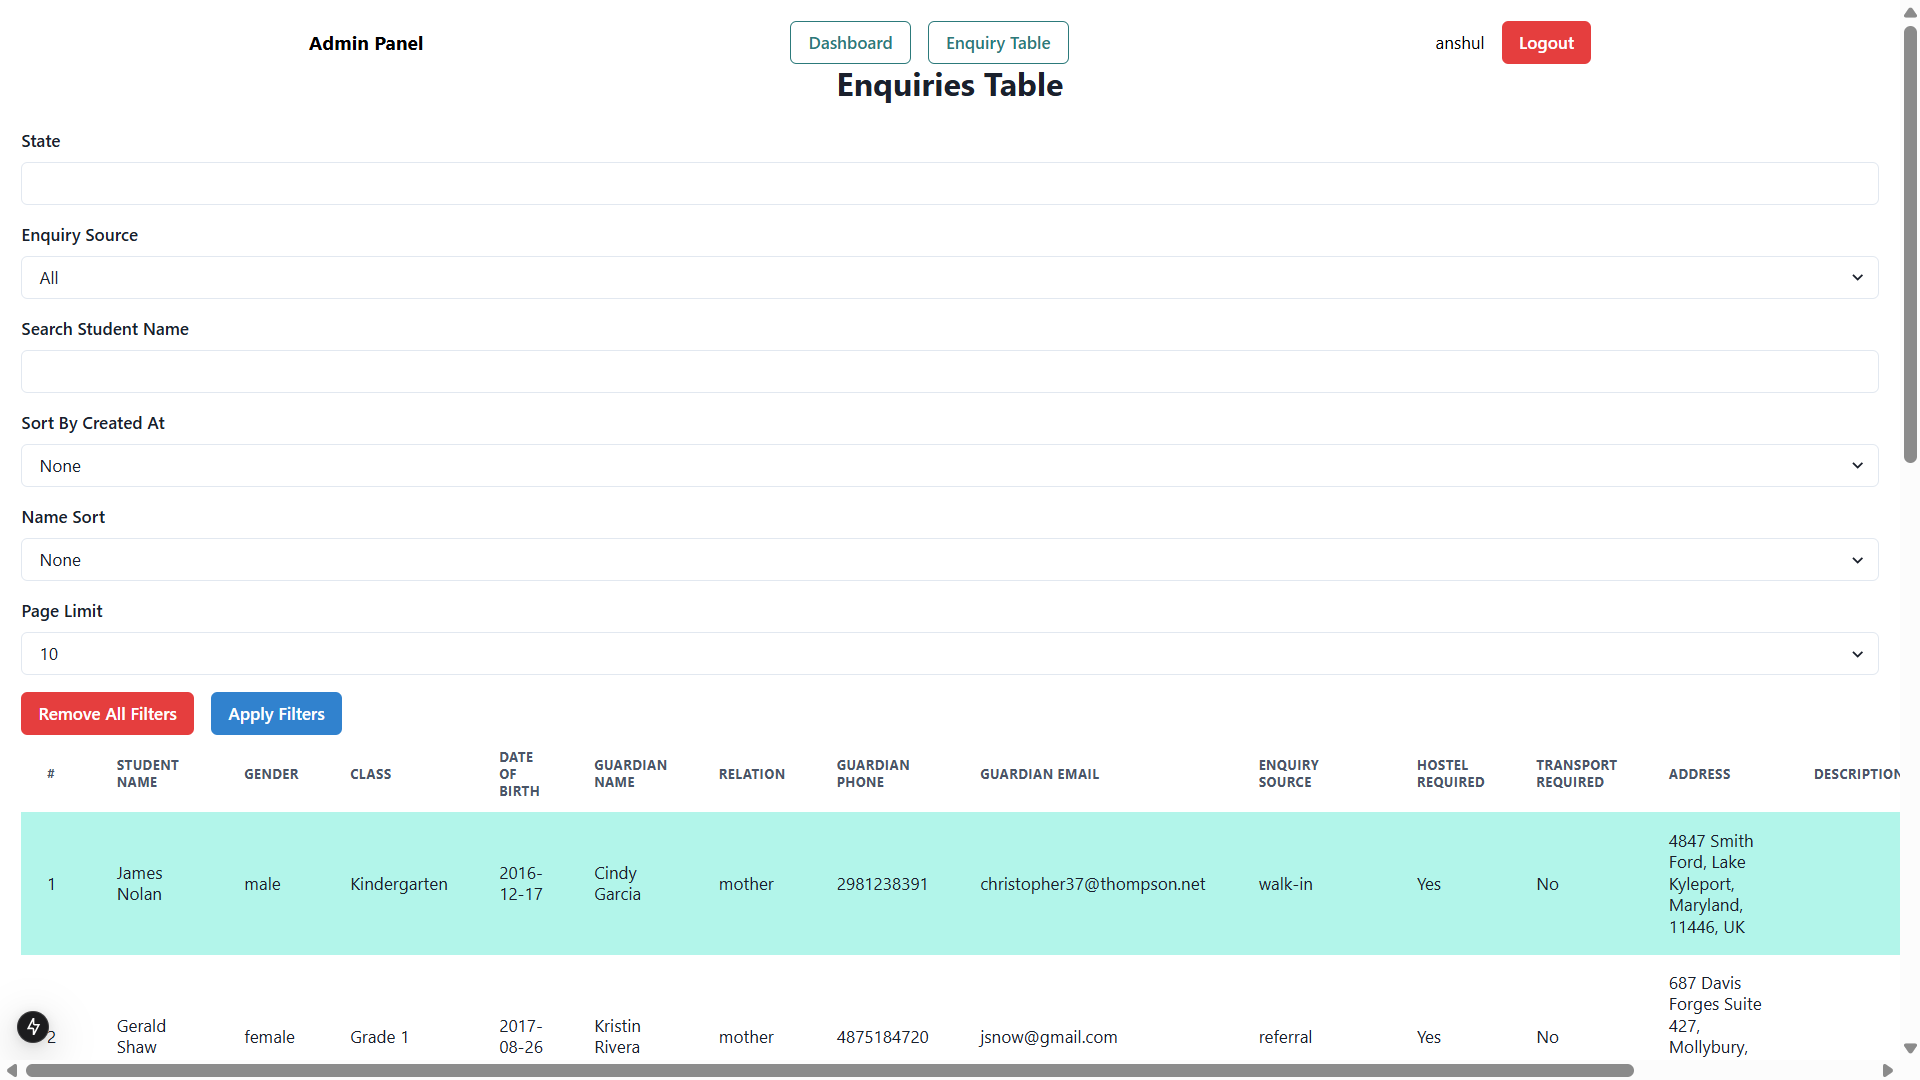 Admin Panel
Dashboard
Enquiry Table
anshul
Logout
Enquiries Table
State
Enquiry Source
All
Search Student Name
Sort By Created At
None
Name Sort
None
Page Limit
10
Remove All Filters
Apply Filters
#
STUDENT
NAME
GENDER
CLASS
DATE
OF
BIRTH
GUARDIAN
NAME
RELATION
GUARDIAN
PHONE
GUARDIAN EMAIL
ENQUIRY
SOURCE
HOSTEL
REQUIRED
TRANSPORT
REQUIRED
ADDRESS
DESCRIPTION
1
James
Nolan
male
Kindergarten
2016-
12-17
Cindy
Garcia
mother
2981238391
christopher37@thompson.net
walk-in
Yes
No
4847 Smith
Ford, Lake
Kyleport,
Maryland,
11446, UK
2
Gerald
Shaw
female
Grade 1
2017-
08-26
Kristin
Rivera
mother
4875184720
jsnow@gmail.com
referral
Yes
No
687 Davis
Forges Suite
427,
Mollybury,